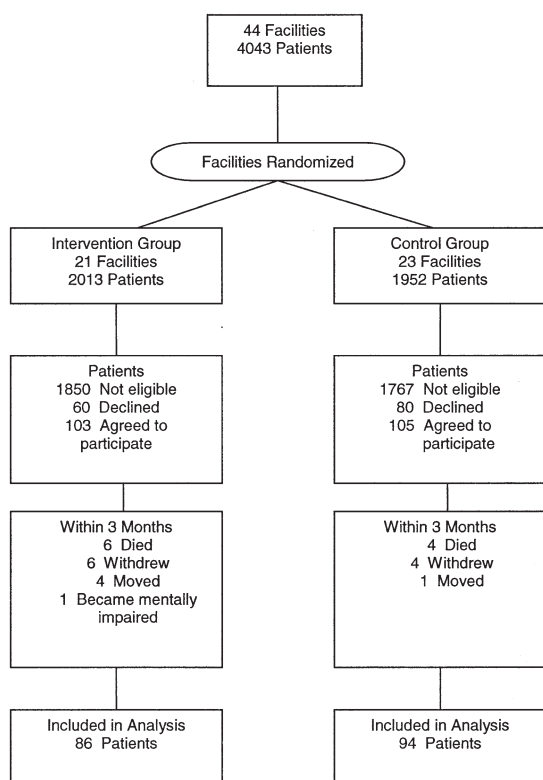 44 Facilities
4043 Patients
Facilities Randomized
Intervention Group
21 Facilities
2013 Patients
Control Group
23 Facilities
1952 Patients
Patients
1850 Not eligible
60 Declined
103 Agreed to
participate
Patients
1767 Not eligible
80 Declined
105 Agreed to
participate
Within 3 Months
6 Died
6 Withdrew
4 Moved
1 Became mentally
impaired
Within 3 Months
4 Died
4 Withdrew
1 Moved
Included in Analysis
86 Patients
Included in Analysis
94 Patients